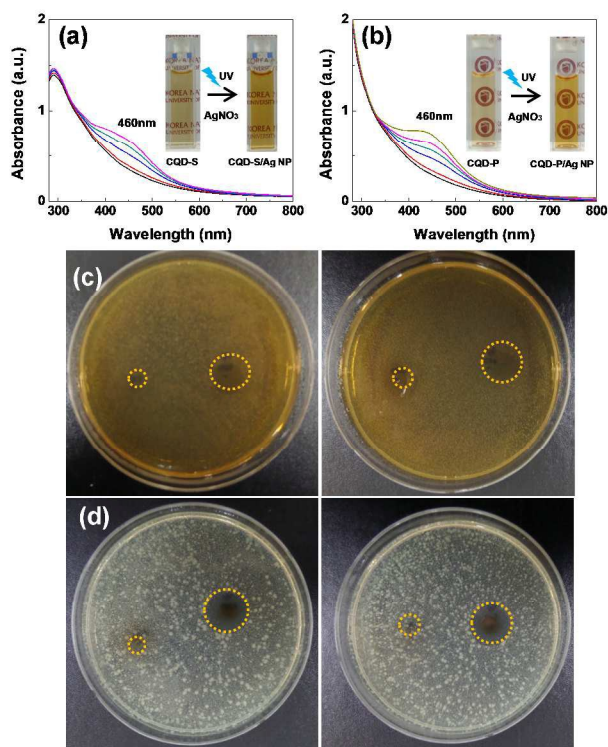 2
(a)
UV
AgNO₃
460nm
CQD-S
CQD-S/Ag NP
1
0
300
400
500
600
700
800
Absorbance (a.u.)
Wavelength (nm)
2
(b)
UV
AgNO₃
460nm
CQD-P
CQD-P/Ag NP
1
0
300
400
500
600
700
800
Absorbance (a.u.)
Wavelength (nm)
(c)
(d)